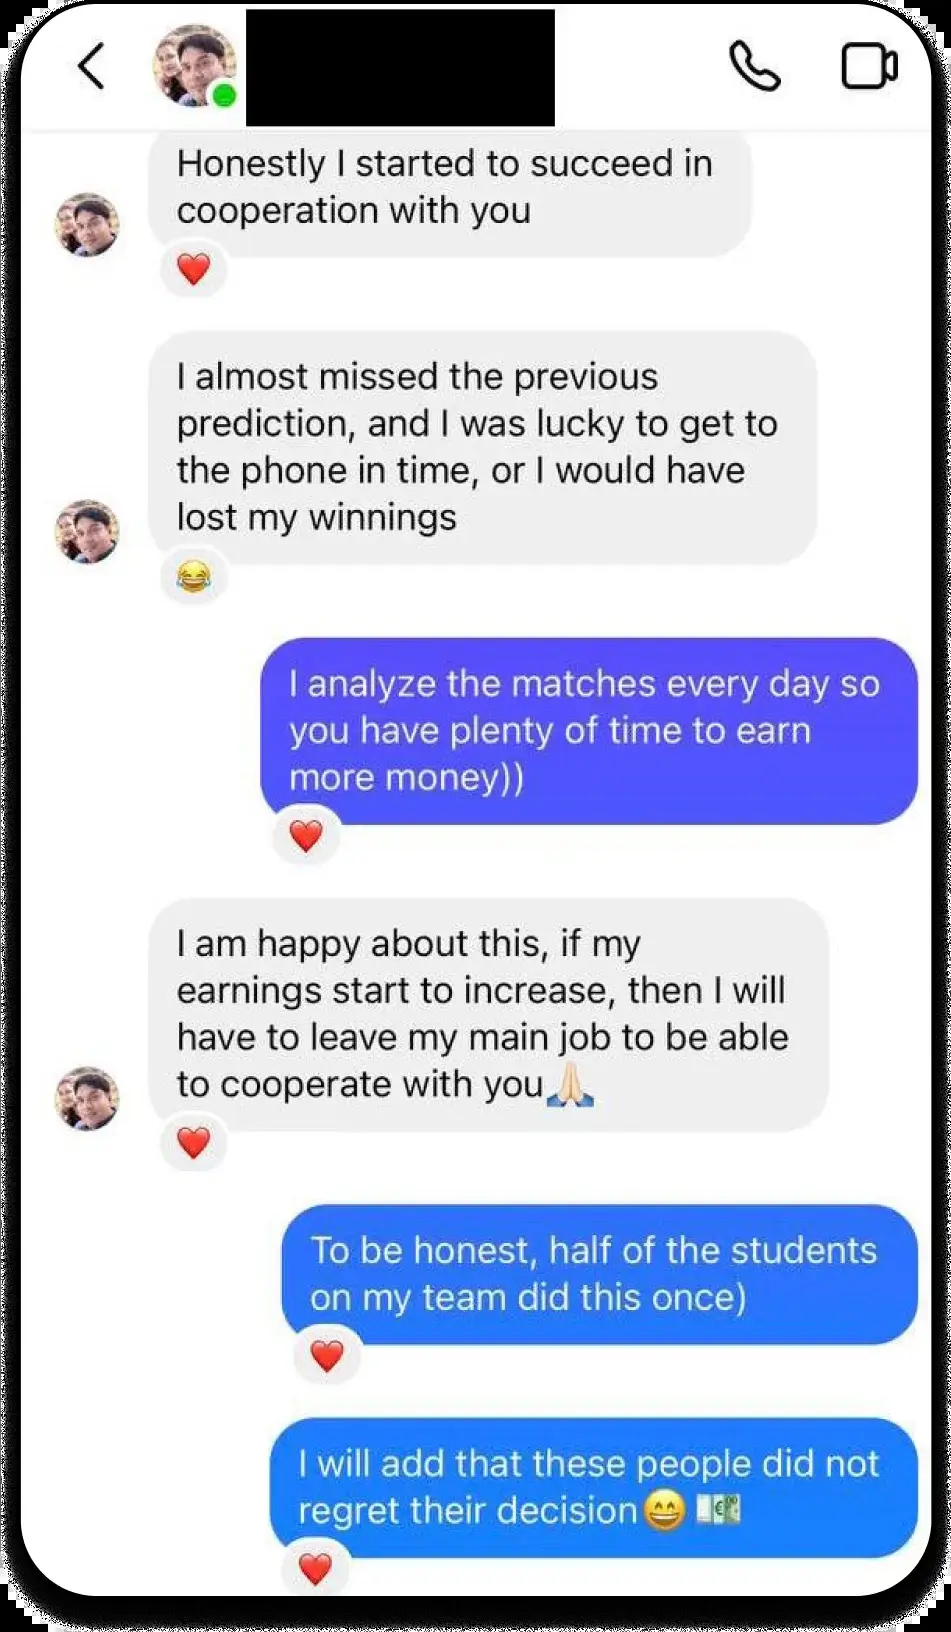 Honestly I started to succeed in
cooperation with you
I almost missed the previous
prediction, and I was lucky to get to
the phone in time, or I would have
lost my winnings
I analyze the matches every day so
you have plenty of time to earn
more money))
I am happy about this, if my
earnings start to increase, then I will
have to leave my main job to be able
to cooperate with you🙏🏻
To be honest, half of the students
on my team did this once)
I will add that these people did not
regret their decision😄 💶